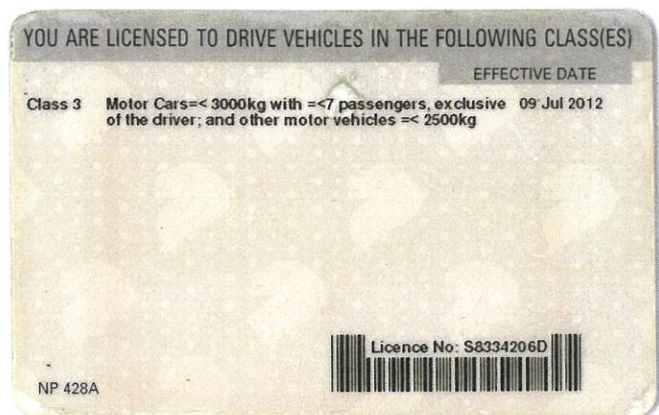 YOU ARE LICENSED TO DRIVE VEHICLES IN THE FOLLOWING CLASS(ES)
EFFECTIVE DATE
Class 3 Motor Cars=< 3000kg with =<7 passengers, exclusive 09 Jul 2012
of the driver; and other motor vehicles =< 2500kg
Licence No: S8334206D
NP 428A